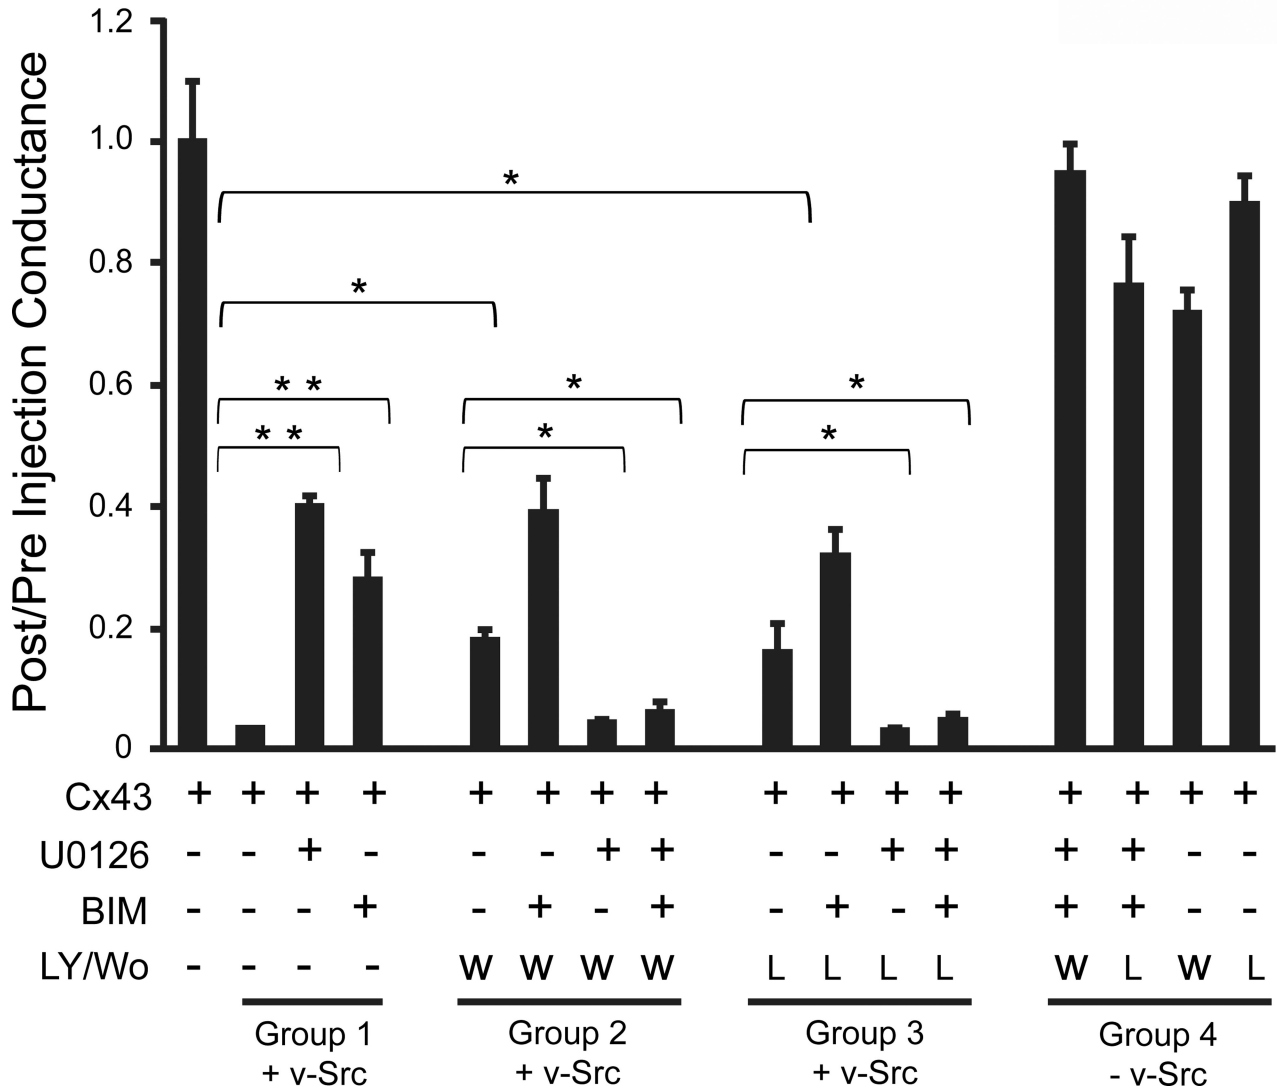 Post/Pre Injection Conductance
1.2
1.0
0.8
0.6
0.4
0.2
0
*
*
* *
* *
*
*
*
*
Cx43 + + + + + + + + + + + + + + + +
U0126 - - + - - - + + - - + + + + - -
BIM - - - + - + - + - + - + + + - -
LY/Wo - - - - W W W W L L L L W L W L
Group 1 Group 2 Group 3 Group 4
+ v-Src + v-Src + v-Src - v-Src